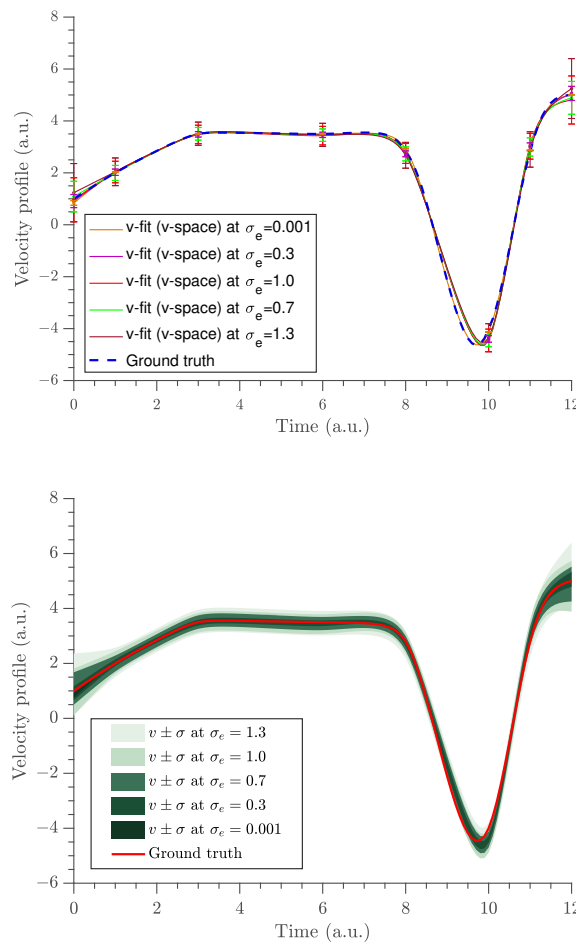 8
6
4
2
0
−2
−4
−6
Velocity profile (a.u.)
v-fit (v-space) at σe=0.001
v-fit (v-space) at σe=0.3
v-fit (v-space) at σe=1.0
v-fit (v-space) at σe=0.7
v-fit (v-space) at σe=1.3
Ground truth
0 2 4 6 8 10 12
Time (a.u.)
8
6
4
2
0
−2
−4
−6
Velocity profile (a.u.)
v ± σ at σe = 1.3
v ± σ at σe = 1.0
v ± σ at σe = 0.7
v ± σ at σe = 0.3
v ± σ at σe = 0.001
Ground truth
0 2 4 6 8 10 12
Time (a.u.)